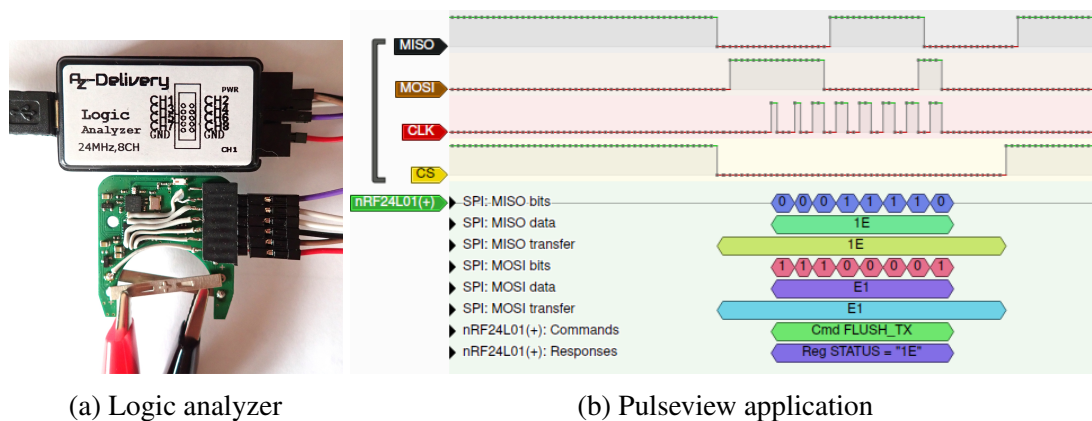 Az-Delivery
PWR
CH1 CH2
CH3 CH4
CH5 CH6
CH7 CH8
GND GND
Logic
Analyzer
24MHz,8CH
CH1
MISO
MOSI
CLK
CS
nRF24L01(+)
SPI: MISO bits 0 0 0 1 1 1 1 0
SPI: MISO data 1E
SPI: MISO transfer 1E
SPI: MOSI bits 1 1 1 0 0 0 0 1
SPI: MOSI data E1
SPI: MOSI transfer E1
nRF24L01(+): Commands Cmd FLUSH_TX
nRF24L01(+): Responses Reg STATUS = "1E"
(a) Logic analyzer
(b) Pulseview application